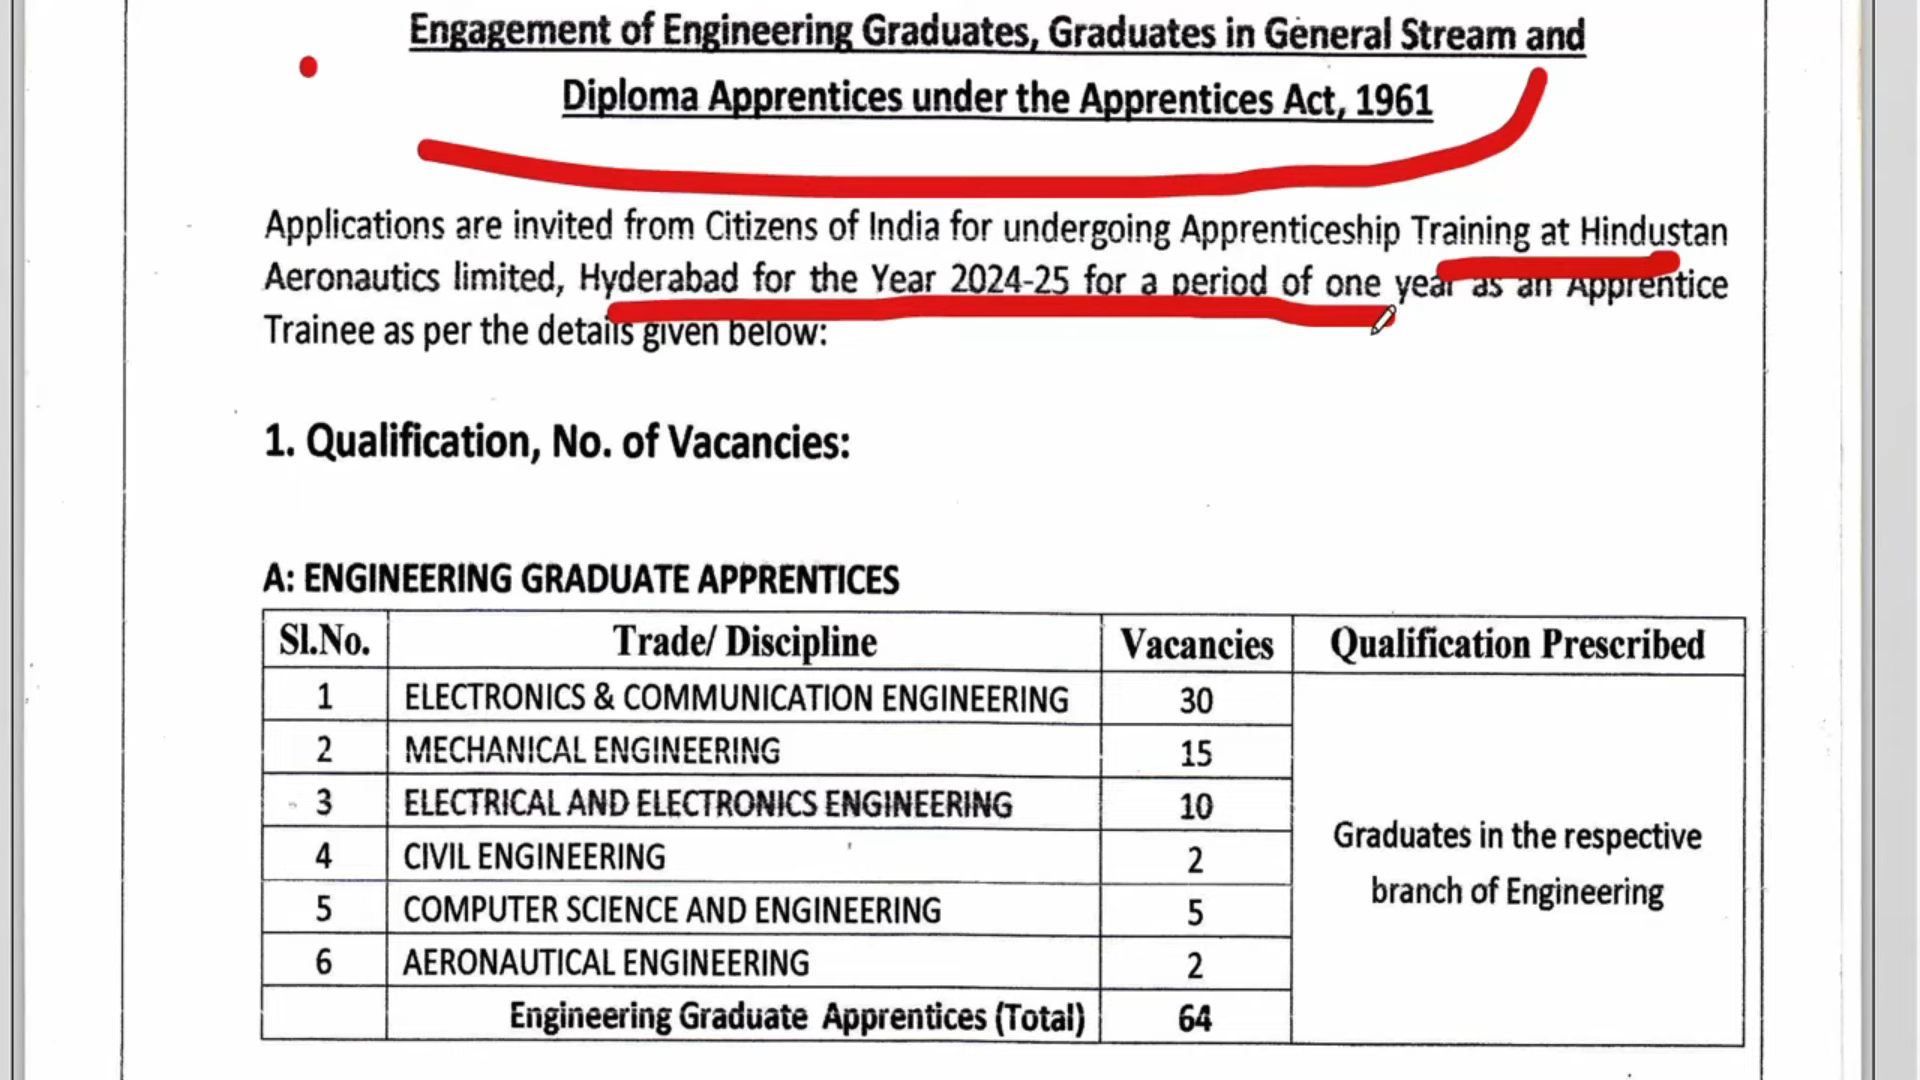 Engagement of Engineering Graduates, Graduates in General Stream and
Diploma Apprentices under the Apprentices Act, 1961
Applications are invited from Citizens of India for undergoing Apprenticeship Training at Hindustan
Aeronautics limited, Hyderabad for the Year 2024-25 for a period of one year as an Apprentice
Trainee as per the details given below:
1. Qualification, No. of Vacancies:
A: ENGINEERING GRADUATE APPRENTICES
Sl.No. Trade/ Discipline Vacancies Qualification Prescribed
1 ELECTRONICS & COMMUNICATION ENGINEERING 30
2 MECHANICAL ENGINEERING 15
3 ELECTRICAL AND ELECTRONICS ENGINEERING 10
4 CIVIL ENGINEERING 2
5 COMPUTER SCIENCE AND ENGINEERING 5
6 AERONAUTICAL ENGINEERING 2
Engineering Graduate Apprentices (Total) 64
Graduates in the respective
branch of Engineering